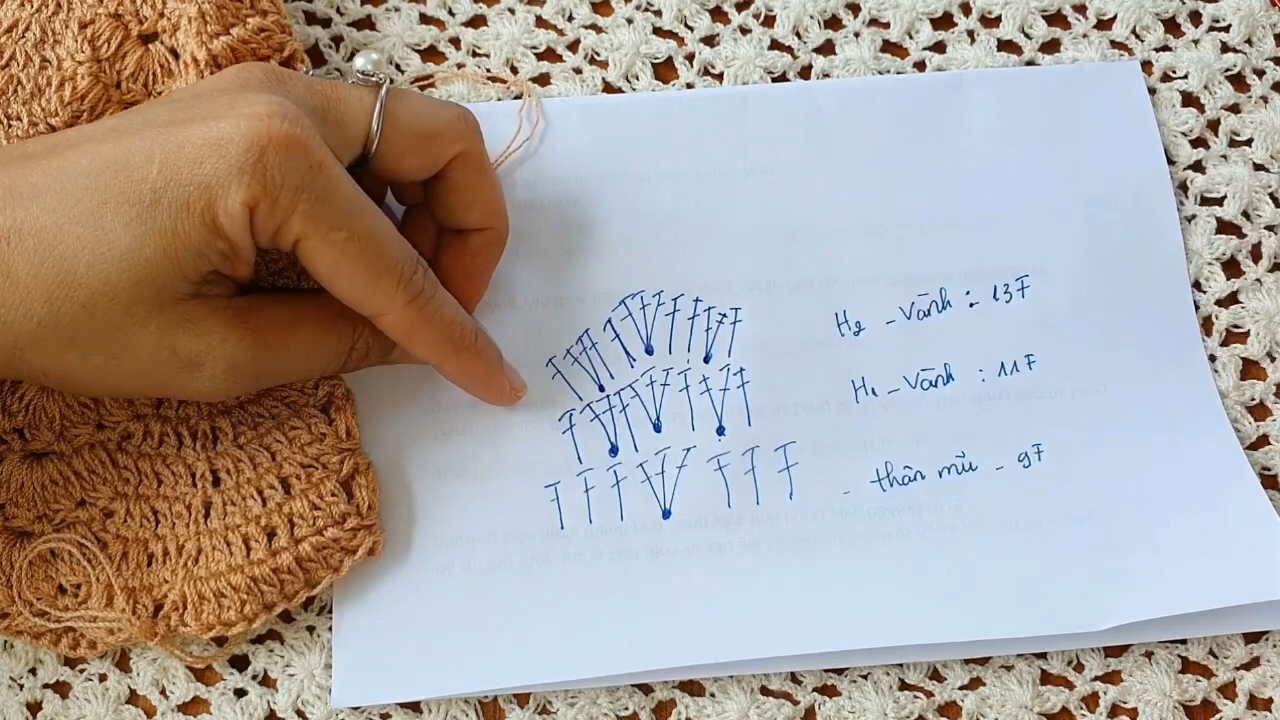 H2 - Vành : 13F
H1 - Vành : 11F
- thân mũ - 9F